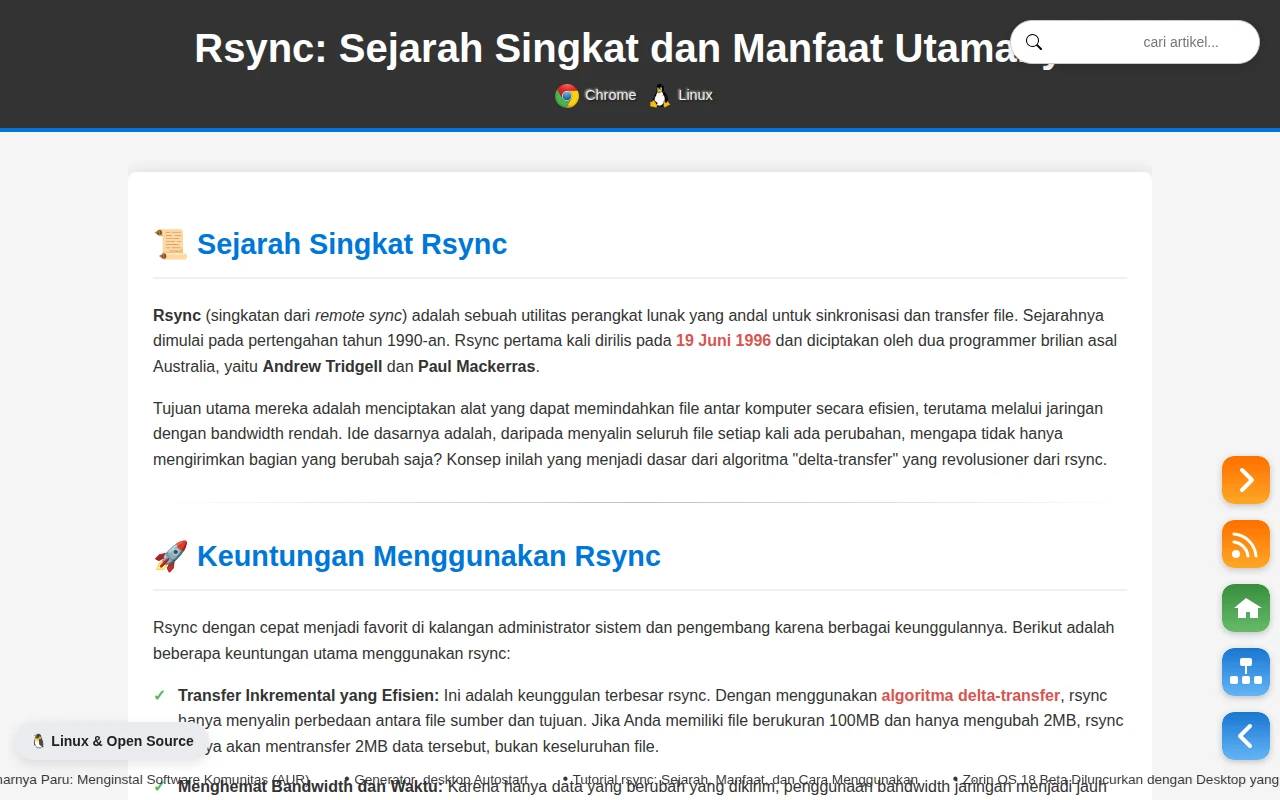 Rsync: Sejarah Singkat dan Manfaat Utama
cari artikel...
Chrome Linux
📜 Sejarah Singkat Rsync
Rsync (singkatan dari remote sync) adalah sebuah utilitas perangkat lunak yang andal untuk sinkronisasi dan transfer file. Sejarahnya
dimulai pada pertengahan tahun 1990-an. Rsync pertama kali dirilis pada 19 Juni 1996 dan diciptakan oleh dua programmer brilian asal
Australia, yaitu Andrew Tridgell dan Paul Mackerras.
Tujuan utama mereka adalah menciptakan alat yang dapat memindahkan file antar komputer secara efisien, terutama melalui jaringan
dengan bandwidth rendah. Ide dasarnya adalah, daripada menyalin seluruh file setiap kali ada perubahan, mengapa tidak hanya
mengirimkan bagian yang berubah saja? Konsep inilah yang menjadi dasar dari algoritma "delta-transfer" yang revolusioner dari rsync.
🚀 Keuntungan Menggunakan Rsync
Rsync dengan cepat menjadi favorit di kalangan administrator sistem dan pengembang karena berbagai keunggulannya. Berikut adalah
beberapa keuntungan utama menggunakan rsync:
✓ Transfer Inkremental yang Efisien: Ini adalah keunggulan terbesar rsync. Dengan menggunakan algoritma delta-transfer, rsync
hanya menyalin perbedaan antara file sumber dan tujuan. Jika Anda memiliki file berukuran 100MB dan hanya mengubah 2MB, rsync
akan mentransfer 2MB data tersebut, bukan keseluruhan file.
🐧 Linux & Open Source
✓ Menghemat Bandwidth dan Waktu: Karena hanya data yang berubah yang dikirim, penggunaan bandwidth jaringan menjadi jauh
Paru: Menginstal Software Komunitas (AUR) • Generator .desktop Autostart • Tutorial rsync: Sejarah, Manfaat, dan Cara Menggunakan • Zorin OS 18 Beta Diluncurkan dengan Desktop yang